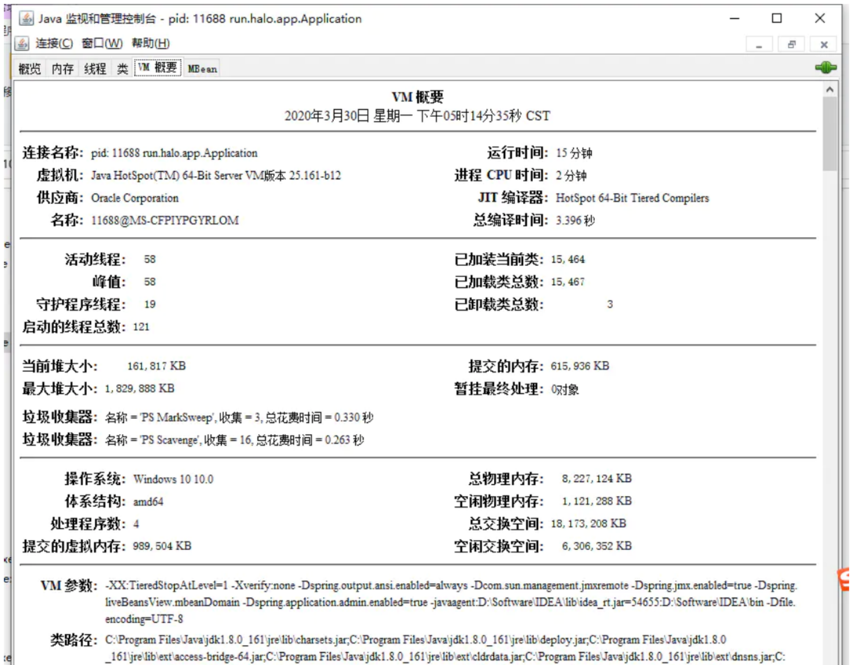 Java 监视和管理控制台 - pid: 11688 run.halo.app.Application
连接(C) 窗口(W) 帮助(H)
概览 内存 线程 类 VM 概要 MBean
VM 概要
2020年3月30日 星期一 下午05时14分35秒 CST
连接名称: pid: 11688 run.halo.app.Application 运行时间: 15 分钟
虚拟机: Java HotSpot(TM) 64-Bit Server VM版本 25.161-b12 进程 CPU 时间: 2 分钟
供应商: Oracle Corporation JIT 编译器: HotSpot 64-Bit Tiered Compilers
名称: 11688@MS-CFPIYPGYRLOM 总编译时间: 3.396 秒
活动线程: 58 已加装当前类: 15,464
峰值: 58 已加载类总数: 15,467
守护程序线程: 19 已卸载类总数: 3
启动的线程总数: 121
当前堆大小: 161,817 KB 提交的内存: 615,936 KB
最大堆大小: 1,829,888 KB 暂挂最终处理: 0对象
垃圾收集器: 名称 = 'PS MarkSweep', 收集 = 3, 总花费时间 = 0.330 秒
垃圾收集器: 名称 = 'PS Scavenge', 收集 = 16, 总花费时间 = 0.263 秒
操作系统: Windows 10 10.0 总物理内存: 8,227,124 KB
体系结构: amd64 空闲物理内存: 1,121,288 KB
处理程序数: 4 总交换空间: 18,173,208 KB
提交的虚拟内存: 989,504 KB 空闲交换空间: 6,306,352 KB
VM 参数: -XX:TieredStopAtLevel=1 -Xverify:none -Dspring.output.ansi.enabled=always -Dcom.sun.management.jmxremote -Dspring.jmx.enabled=true -Dspring.
liveBeansView.mbeanDomain -Dspring.application.admin.enabled=true -javaagent:D:\Software\IDEA\lib\idea_rt.jar=54655:D:\Software\IDEA\bin -Dfile.
encoding=UTF-8
类路径: C:\Program Files\Java\jdk1.8.0_161\jre\lib\charsets.jar;C:\Program Files\Java\jdk1.8.0_161\jre\lib\deploy.jar;C:\Program Files\Java\jdk1.8.0
_161\jre\lib\ext\access-bridge-64.jar;C:\Program Files\Java\jdk1.8.0_161\jre\lib\ext\cldrdata.jar;C:\Program Files\Java\jdk1.8.0_161\jre\lib\ext\dnsns.jar;C: